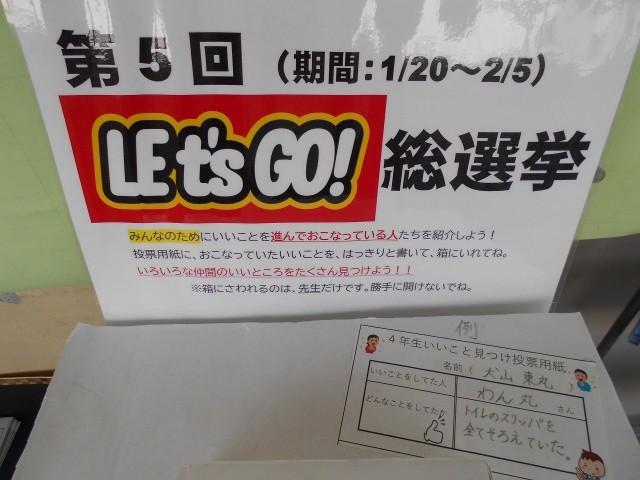 第5回 (期間:1/20~2/5)
LEt's GO! 総選挙
みんなのためにいいことを進んでおこなっている人たちを紹介しよう!
投票用紙に、おこなっていたいいことを、はっきりと書いて、箱にいれてね。
いろいろな仲間のいいところをたくさん見つけよう!!
※箱にさわれるのは、先生だけです。勝手に開けないでね。
例
4年生いいこと見つけ投票用紙
名前(犬山 東丸)
いいことをしてた人 わん丸 さん
どんなことをしてたか トイレのスリッパを
全てそろえていた。